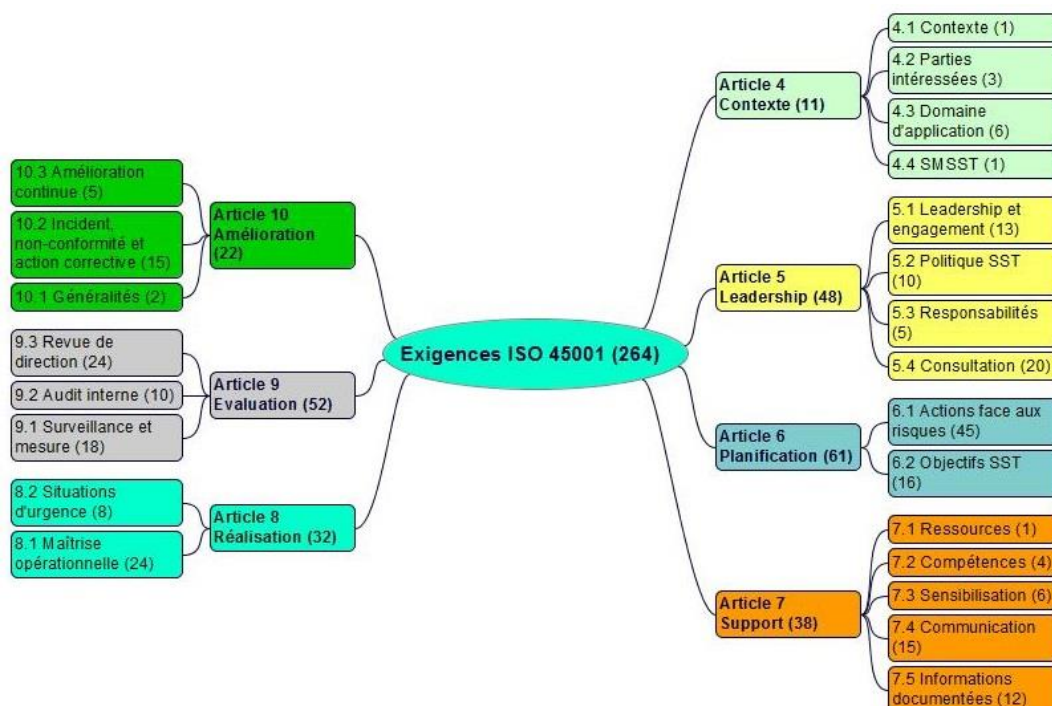 Exigences ISO 45001 (264)
Article 4
Contexte (11)
4.1 Contexte (1)
4.2 Parties
intéressées (3)
4.3 Domaine
d'application (6)
4.4 SMSST (1)
Article 5
Leadership (48)
5.1 Leadership et
engagement (13)
5.2 Politique SST
(10)
5.3 Responsabilités
(5)
5.4 Consultation (20)
Article 6
Planification (61)
6.1 Actions face aux
risques (45)
6.2 Objectifs SST
(16)
Article 7
Support (38)
7.1 Ressources (1)
7.2 Compétences (4)
7.3 Sensibilisation (6)
7.4 Communication
(15)
7.5 Informations
documentées (12)
Article 8
Réalisation (32)
8.2 Situations
d'urgence (8)
8.1 Maîtrise
opérationnelle (24)
Article 9
Evaluation (52)
9.3 Revue de
direction (24)
9.2 Audit interne (10)
9.1 Surveillance et
mesure (18)
Article 10
Amélioration
(22)
10.3 Amélioration
continue (5)
10.2 Incident,
non-conformité et
action corrective (15)
10.1 Généralités (2)